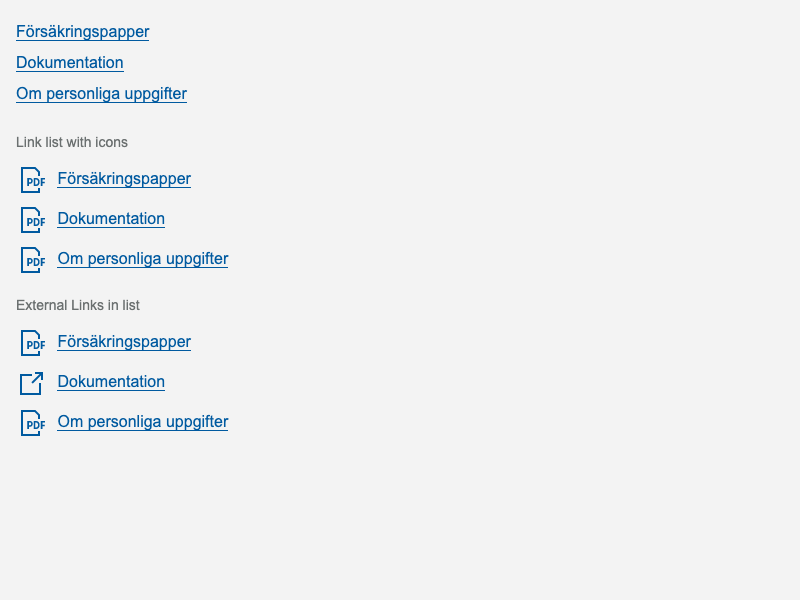 Försäkringspapper
Dokumentation
Om personliga uppgifter
Link list with icons
PDF Försäkringspapper
PDF Dokumentation
PDF Om personliga uppgifter
External Links in list
PDF Försäkringspapper
Dokumentation
PDF Om personliga uppgifter